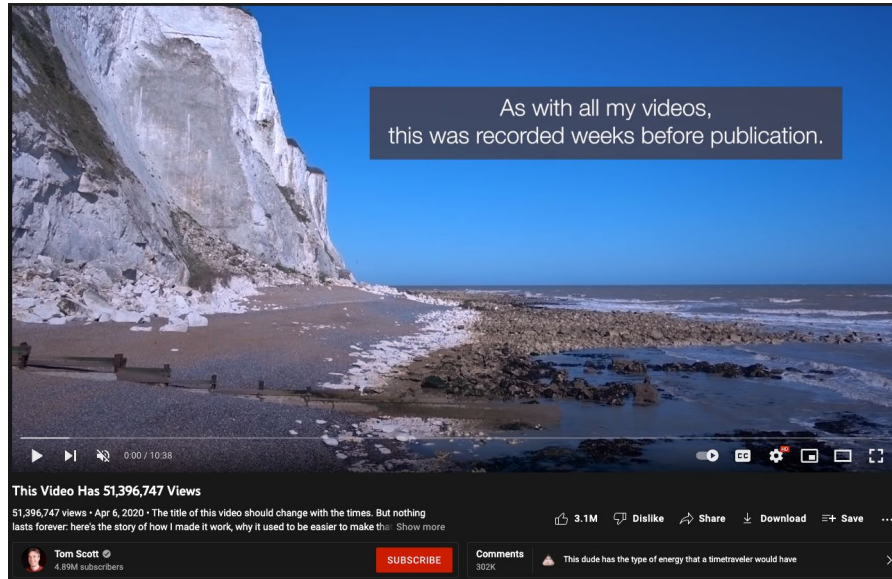 As with all my videos,
this was recorded weeks before publication.
0:00 / 10:38
CC
HD
This Video Has 51,396,747 Views
51,396,747 views • Apr 6, 2020 • The title of this video should change with the times. But nothing
lasts forever: here's the story of how I made it work, why it used to be easier to make tha Show more
3.1M Dislike Share Download Save
Tom Scott
4.89M subscribers
SUBSCRIBE
Comments
302K
This dude has the type of energy that a timetraveler would have